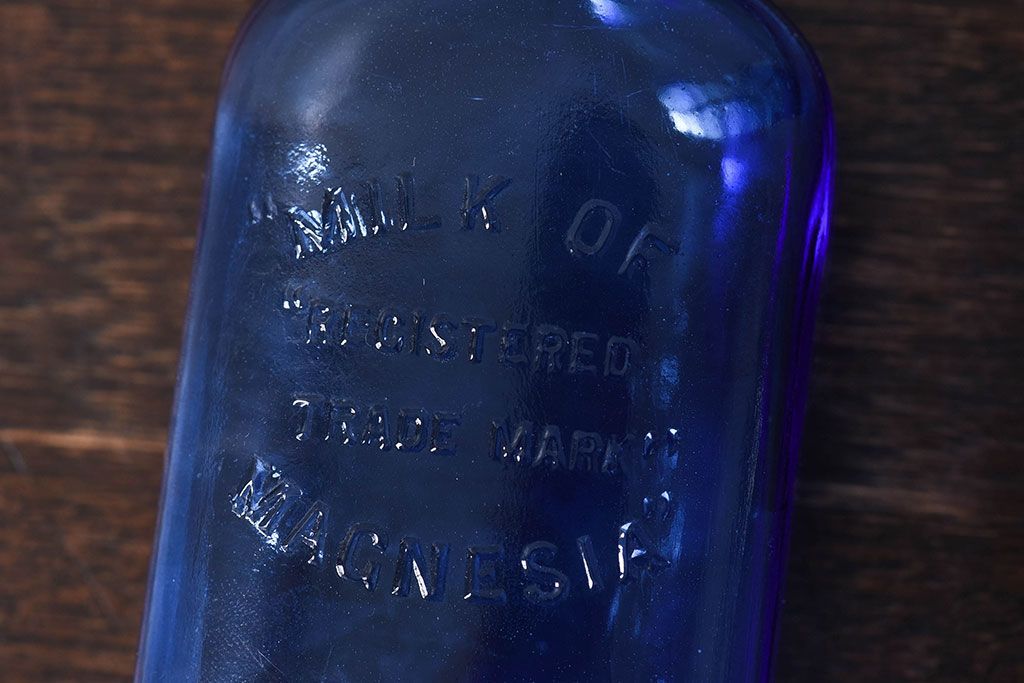 "MILK OF
"REGISTERED
TRADE MARK"
MAGNESIA"